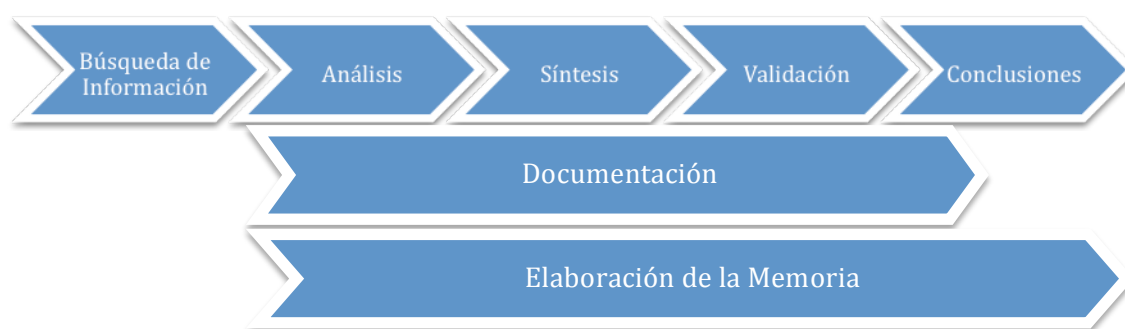 Búsqueda de
Información
Análisis
Síntesis
Validación
Conclusiones
Documentación
Elaboración de la Memoria